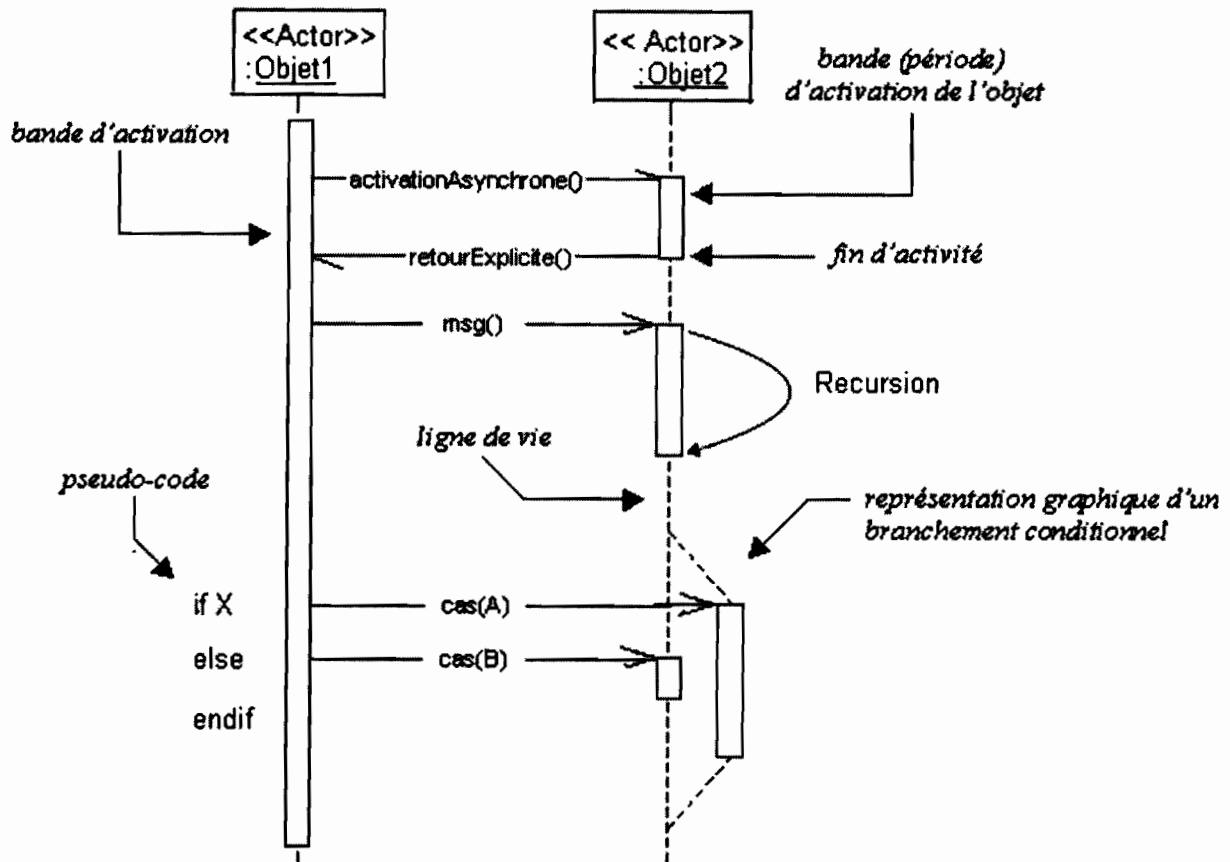 <<Actor>>
:Objet1
<< Actor>>
:Objet2
bande (période)
d'activation de l'objet
bande d'activation
activationAsynchrone()
retourExplicite()
fin d'activité
msg()
Recursion
ligne de vie
pseudo-code
représentation graphique d'un
branchement conditionnel
if X
cas(A)
else
cas(B)
endif